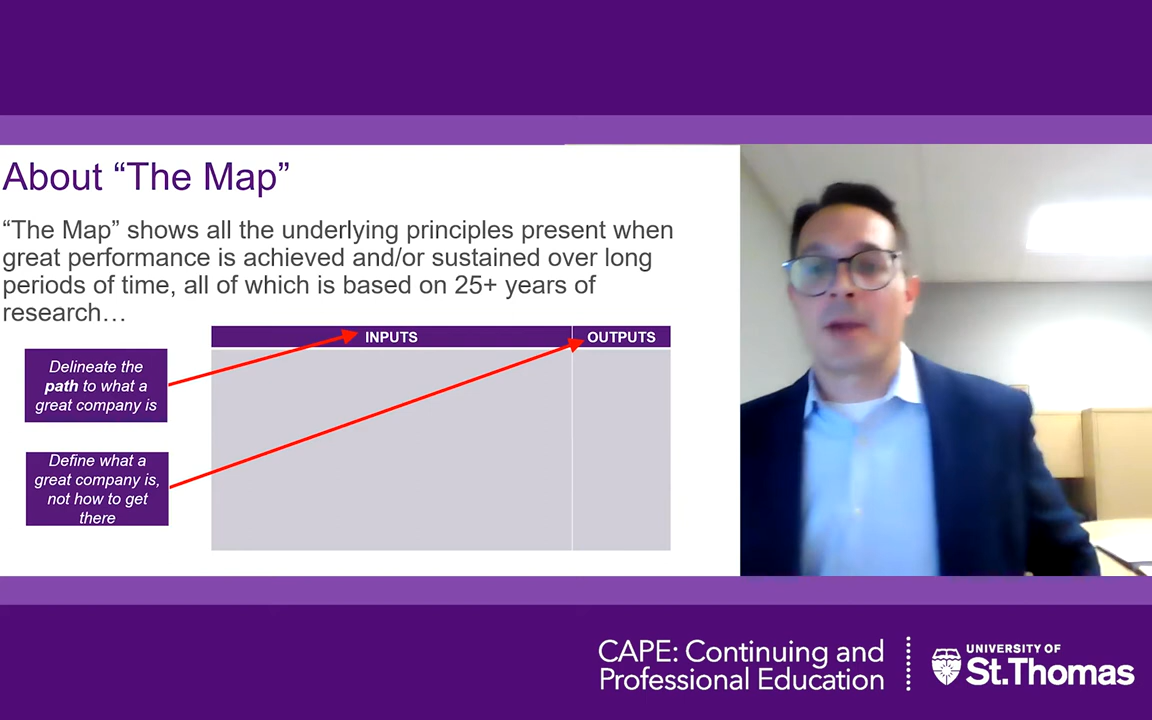 About “The Map”
“The Map” shows all the underlying principles present when
great performance is achieved and/or sustained over long
periods of time, all of which is based on 25+ years of
research…
INPUTS
OUTPUTS
Delineate the
path to what a
great company is
Define what a
great company is,
not how to get
there
CAPE: Continuing and
Professional Education
UNIVERSITY OF
St.Thomas